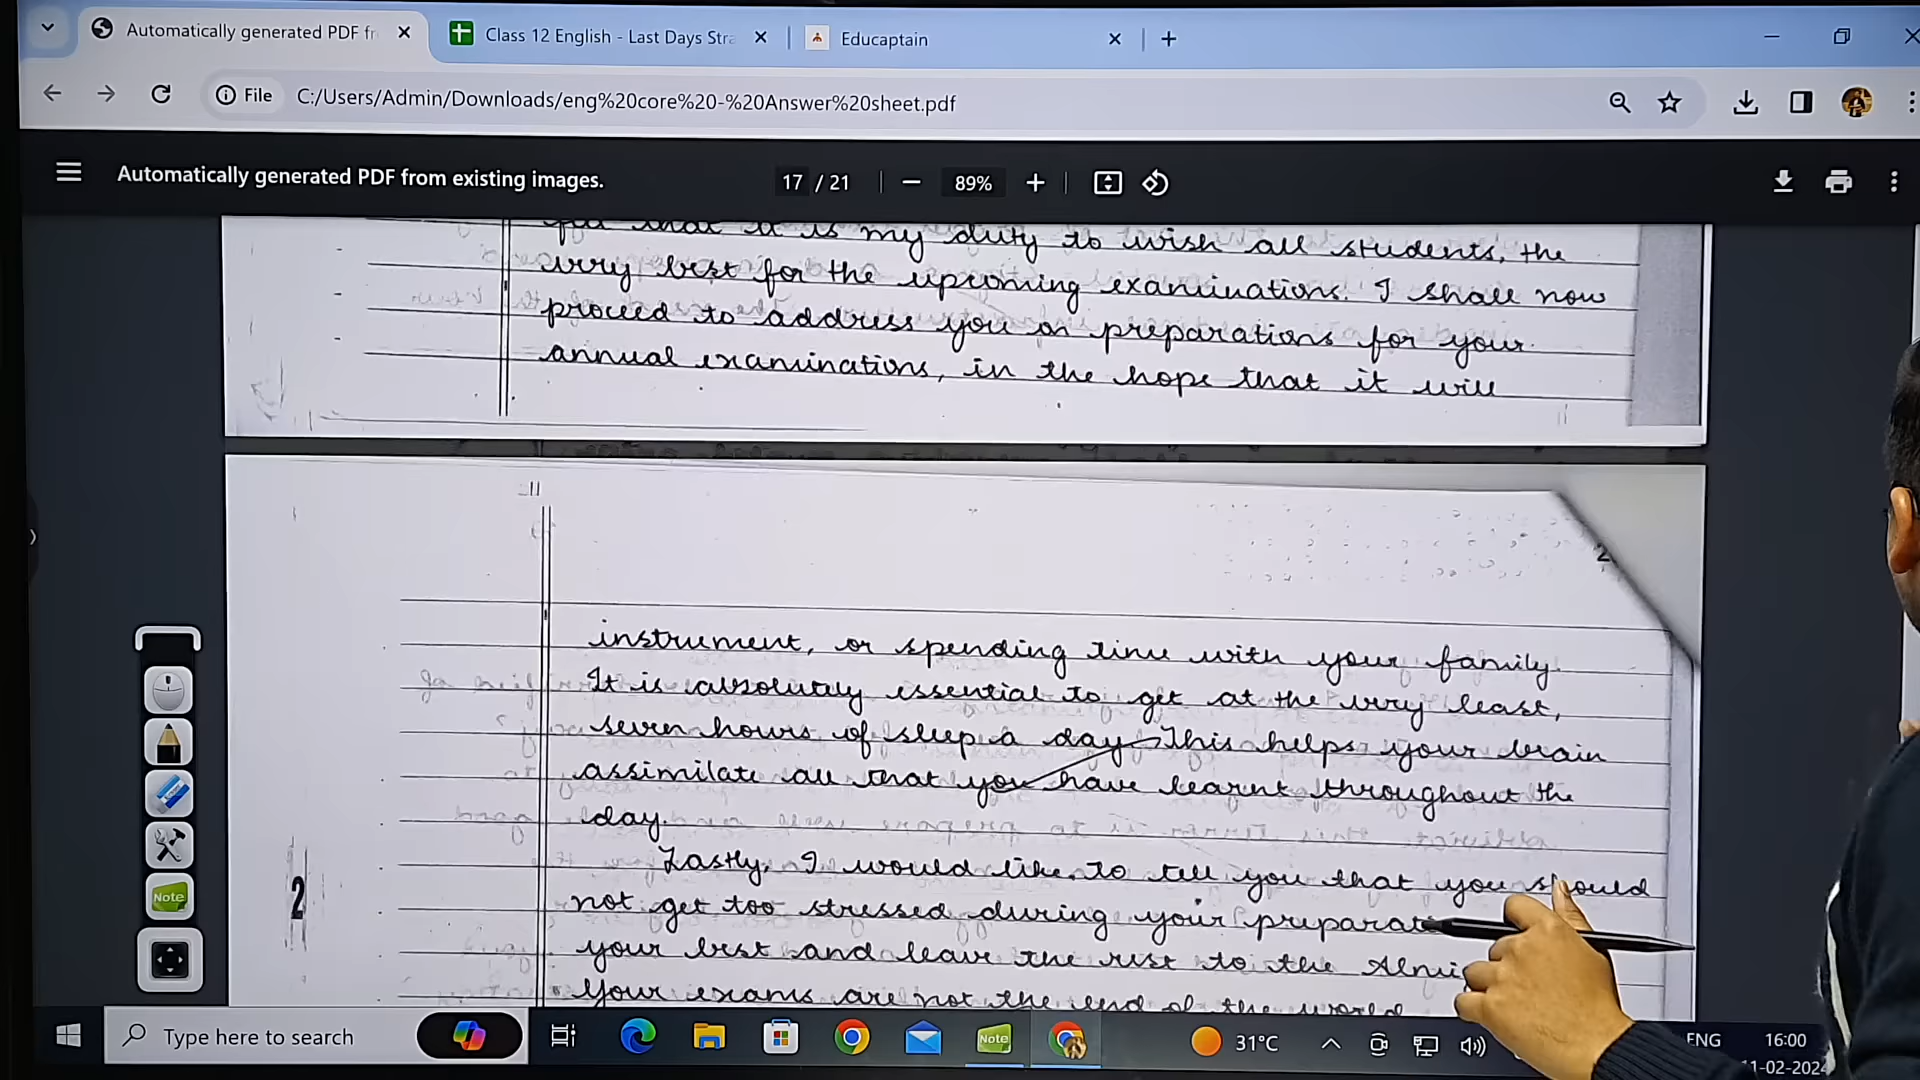 Automatically generated PDF fr
Class 12 English - Last Days Stra
Educaptain
File C:/Users/Admin/Downloads/eng%20core%20-%20Answer%20sheet.pdf
Automatically generated PDF from existing images. 17 / 21 89%
that it is my duty to wish all students, the
very best for the upcoming examinations. I shall now
proceed to address you on preparations for your
annual examinations, in the hope that it will
2
instrument, or spending time with your family.
It is absolutely essential to get at the very least,
seven hours of sleep a day. This helps your brain
assimilate all that you have learnt throughout the
day.
Lastly, I would like to tell you that you should
not get too stressed during your preparat
your best and leave the rest to the Almi
Your exams are not the end of the world
2
Note
Type here to search
Note
31°C
ENG
16:00
11-02-2024